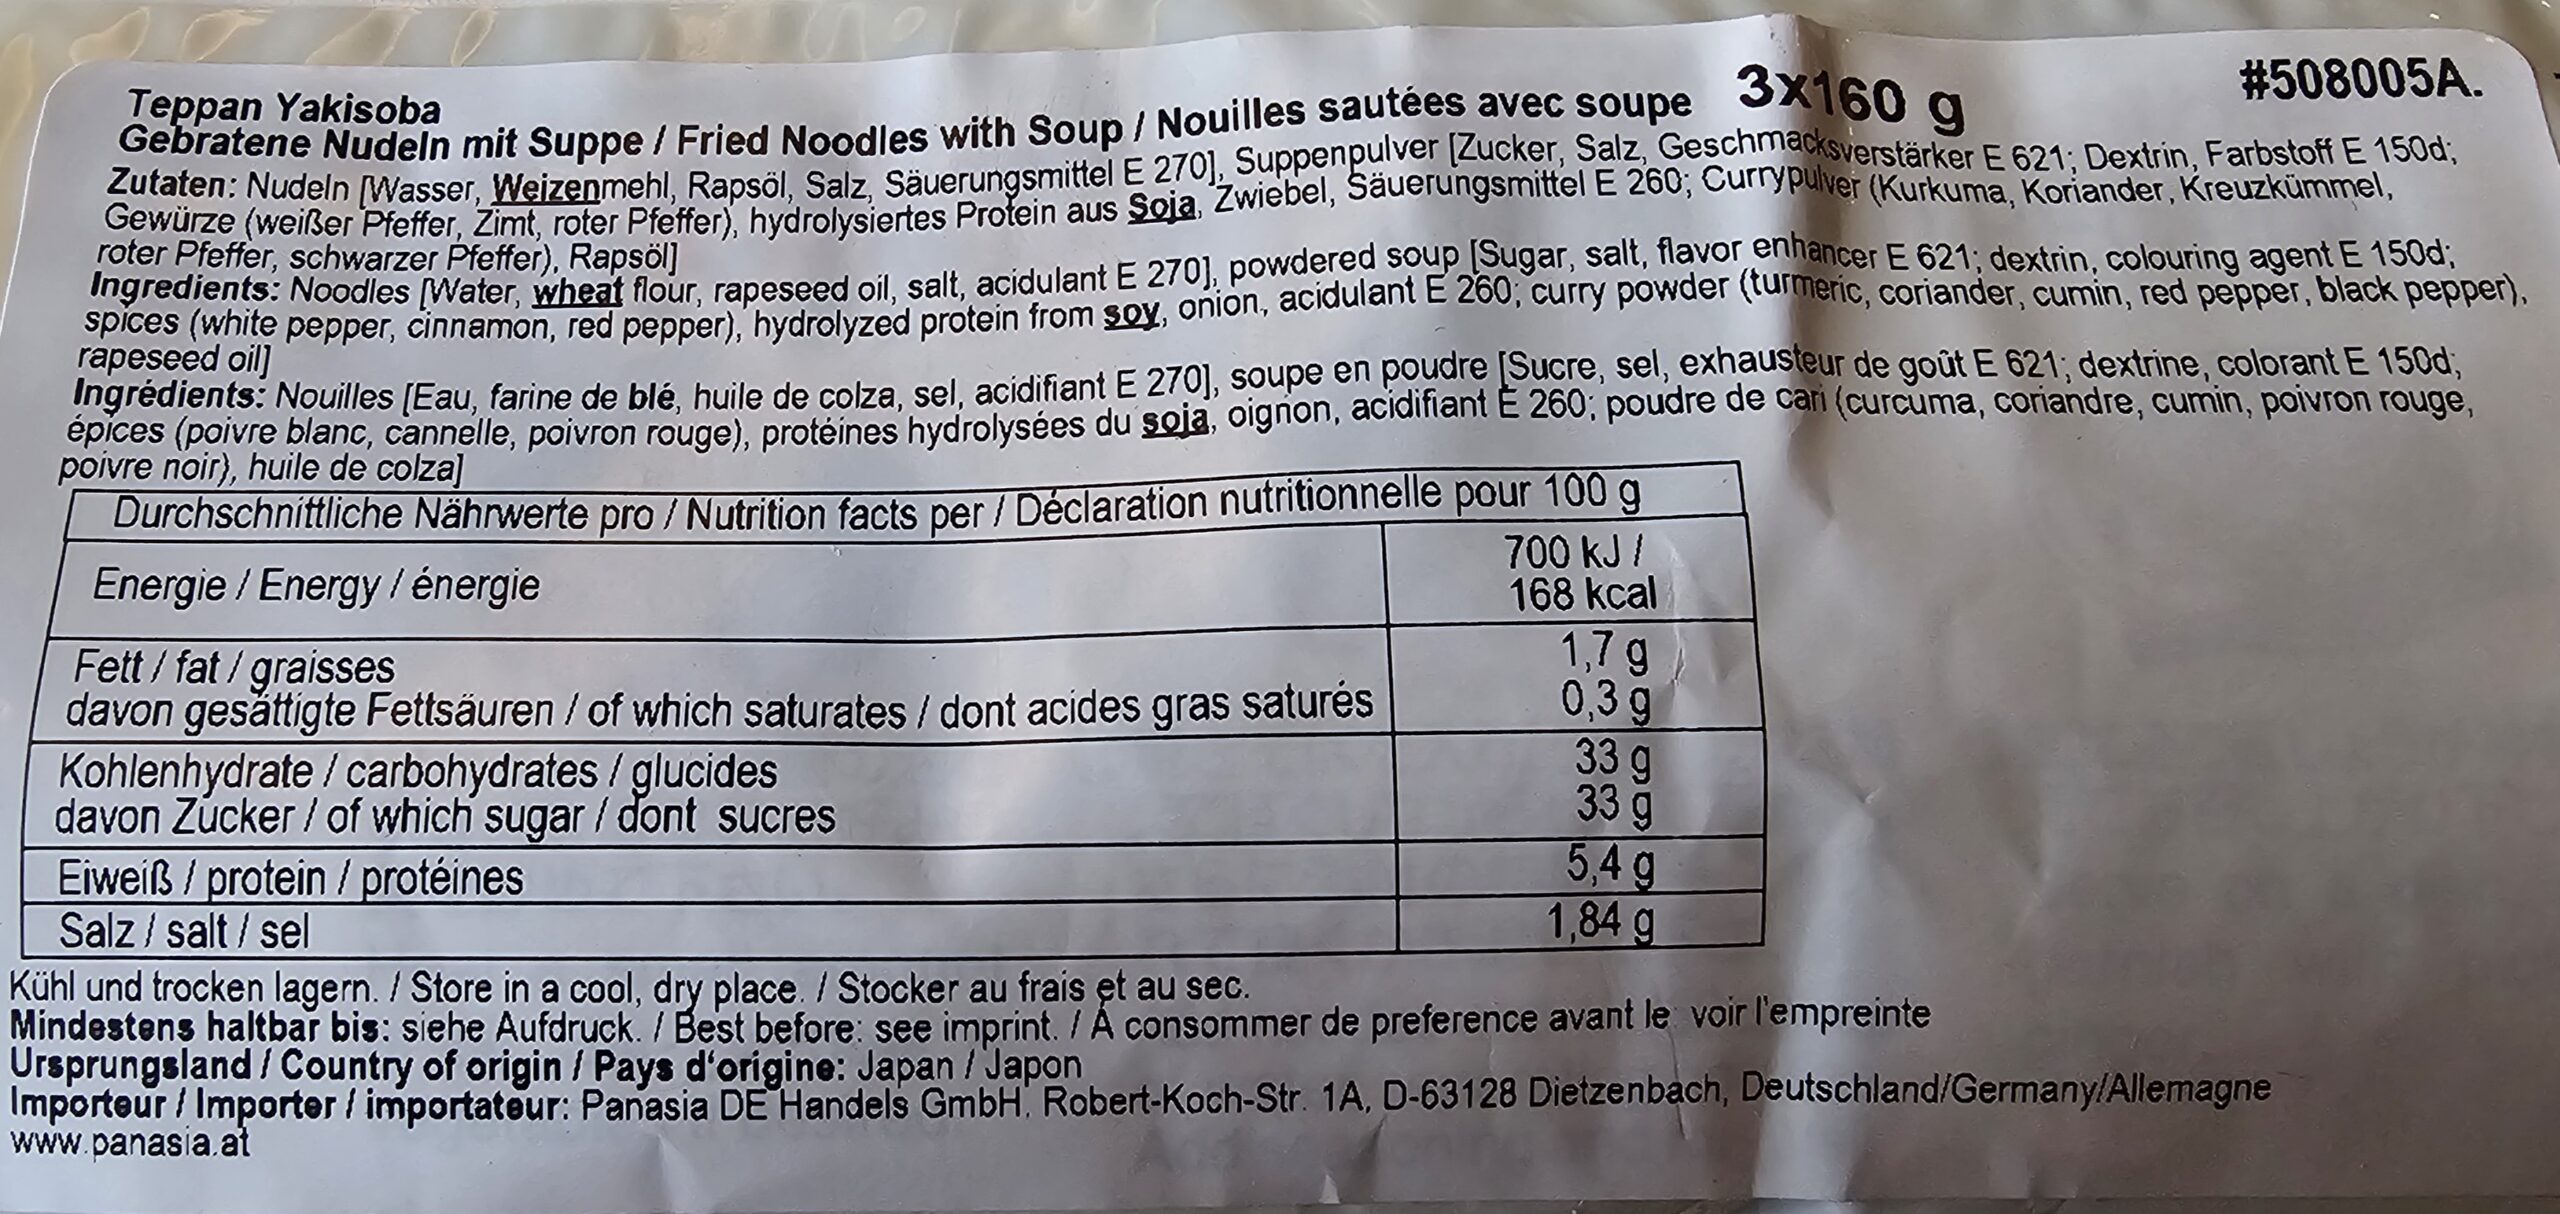 Teppan Yakisoba
Gebratene Nudeln mit Suppe / Fried Noodles with Soup / Nouilles sautées avec soupe 3x160 g #508005A.
Zutaten: Nudeln [Wasser, Weizenmehl, Rapsöl, Salz, Säuerungsmittel E 270], Suppenpulver [Zucker, Salz, Geschmacksverstärker E 621; Dextrin, Farbstoff E 150d;
Gewürze (weißer Pfeffer, Zimt, roter Pfeffer), hydrolysiertes Protein aus Soja, Zwiebel, Säuerungsmittel E 260; Currypulver (Kurkuma, Koriander, Kreuzkümmel,
roter Pfeffer, schwarzer Pfeffer), Rapsöl]
Ingredients: Noodles [Water, wheat flour, rapeseed oil, salt, acidulant E 270], powdered soup [Sugar, salt, flavor enhancer E 621; dextrin, colouring agent E 150d;
spices (white pepper, cinnamon, red pepper), hydrolyzed protein from soy, onion, acidulant E 260; curry powder (turmeric, coriander, cumin, red pepper, black pepper),
rapeseed oil]
Ingrédients: Nouilles [Eau, farine de blé, huile de colza, sel, acidifiant E 270], soupe en poudre [Sucre, sel, exhausteur de goût E 621; dextrine, colorant E 150d;
épices (poivre blanc, cannelle, poivron rouge), protéines hydrolysées du soja, oignon, acidifiant E 260; poudre de cari (curcuma, coriandre, cumin, poivron rouge,
poivre noir), huile de colza]
Durchschnittliche Nährwerte pro / Nutrition facts per / Déclaration nutritionnelle pour 100 g
Energie / Energy / énergie 700 kJ /
168 kcal
Fett / fat / graisses 1,7 g
davon gesättigte Fettsäuren / of which saturates / dont acides gras saturés 0,3 g
Kohlenhydrate / carbohydrates / glucides 33 g
davon Zucker / of which sugar / dont sucres 33 g
Eiweiß / protein / protéines 5,4 g
Salz / salt / sel 1,84 g
Kühl und trocken lagern. / Store in a cool, dry place. / Stocker au frais et au sec.
Mindestens haltbar bis: siehe Aufdruck. / Best before: see imprint. / À consommer de preference avant le: voir l'empreinte
Ursprungsland / Country of origin / Pays d'origine: Japan / Japon
Importeur / Importer / importateur: Panasia DE Handels GmbH, Robert-Koch-Str. 1A, D-63128 Dietzenbach, Deutschland/Germany/Allemagne
www.panasia.at